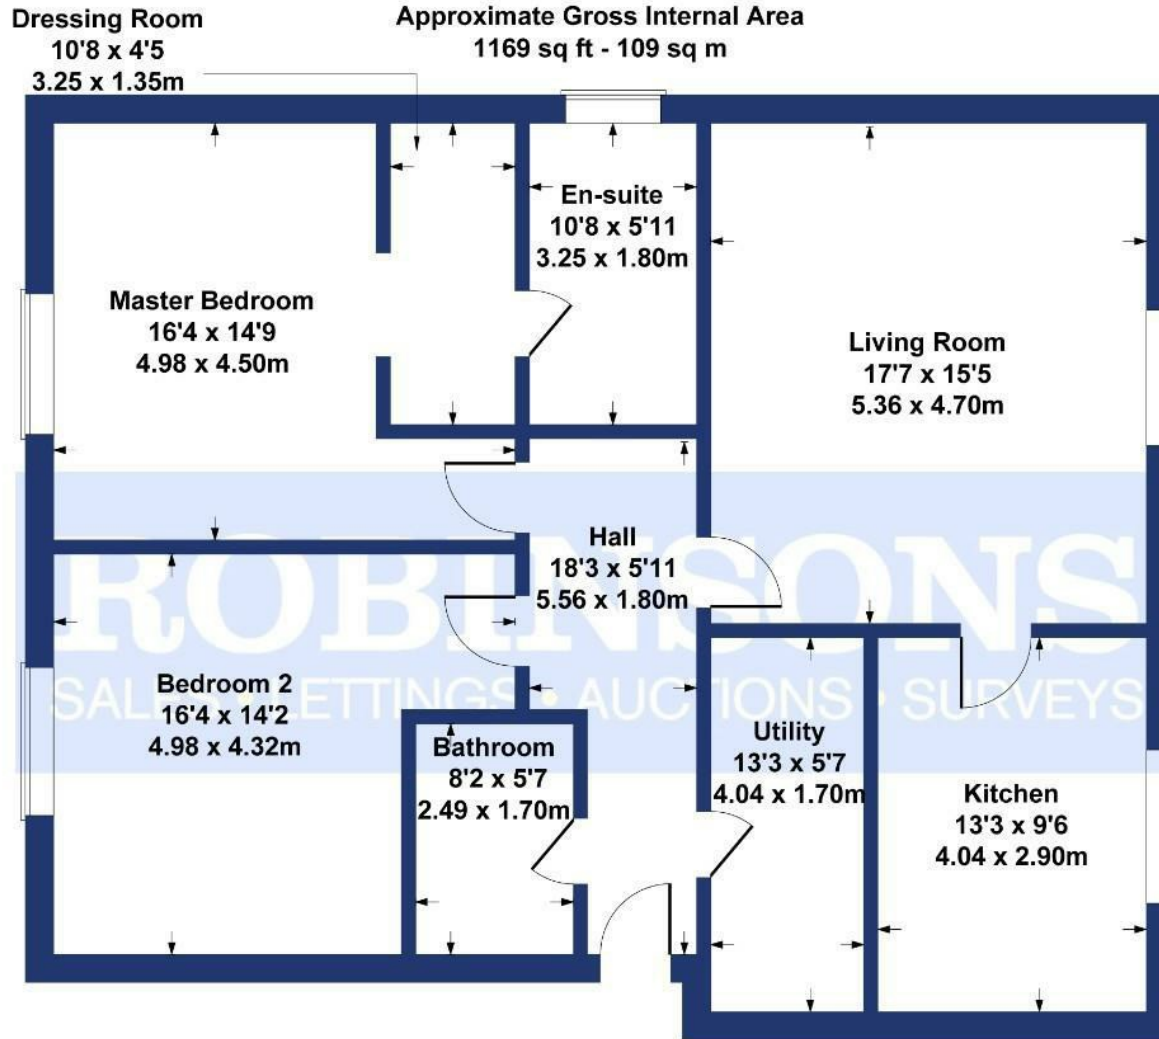 Dressing Room
10'8 x 4'5
3.25 x 1.35m
Approximate Gross Internal Area
1169 sq ft - 109 sq m
En-suite
10'8 x 5'11
3.25 x 1.80m
Master Bedroom
16'4 x 14'9
4.98 x 4.50m
Living Room
17'7 x 15'5
5.36 x 4.70m
Hall
18'3 x 5'11
5.56 x 1.80m
ROBINSONS
SALES • LETTINGS • AUCTIONS • SURVEYS
Bedroom 2
16'4 x 14'2
4.98 x 4.32m
Bathroom
8'2 x 5'7
2.49 x 1.70m
Utility
13'3 x 5'7
4.04 x 1.70m
Kitchen
13'3 x 9'6
4.04 x 2.90m